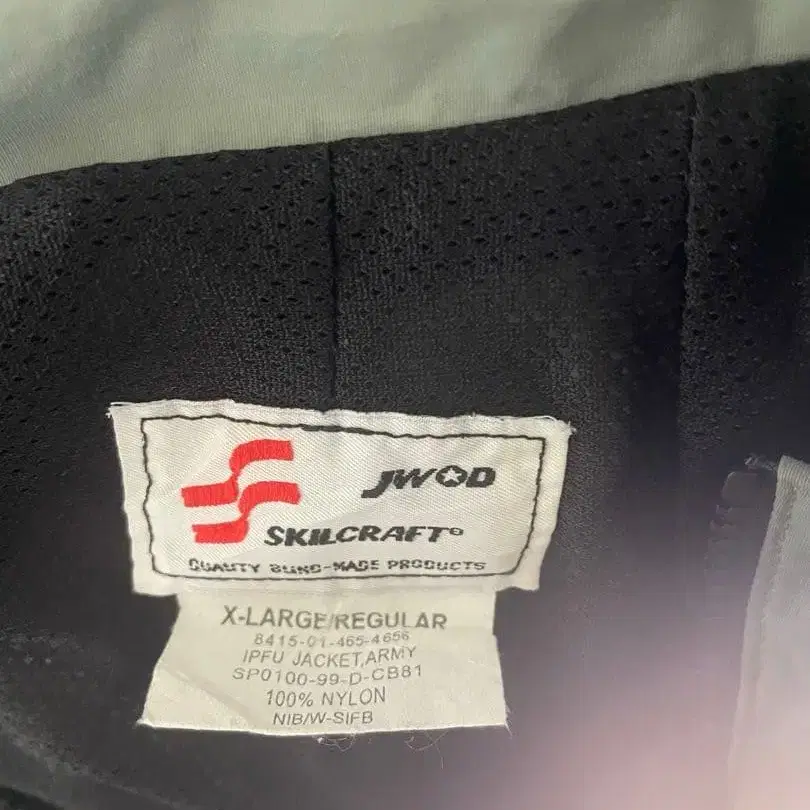 JWOD
SKILCRAFT®
QUALITY BLIND-MADE PRODUCTS
X-LARGE/REGULAR
8415-01-465-4656
IPFU JACKET,ARMY
SP0100-99-D-CB81
100% NYLON
NIB/W-SIFB